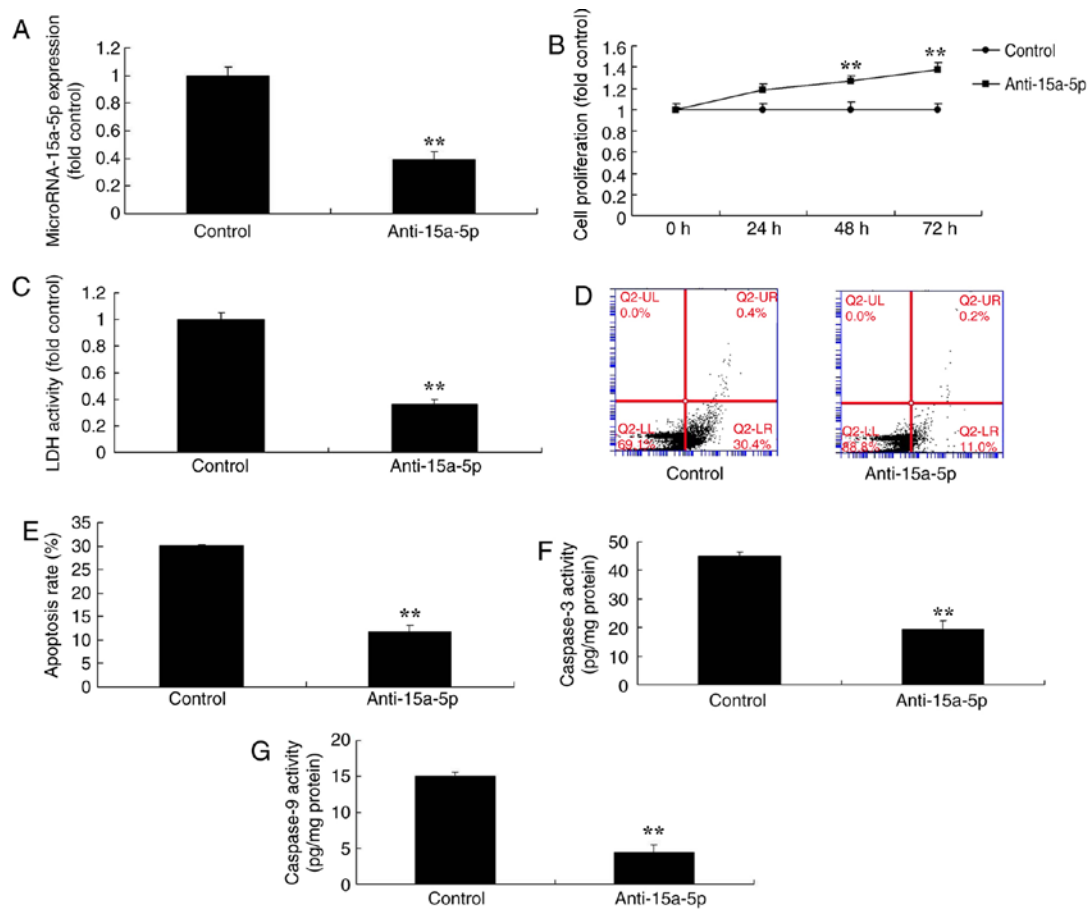 A
MicroRNA-15a-5p expression
(fold control)
1.2
1
0.8
0.6
0.4
0.2
0
**
Control
Anti-15a-5p
B
Cell proliferation (fold control)
1.6
1.4
1.2
1
0.8
0.6
0.4
0.2
0
**
**
0 h
24 h
48 h
72 h
Control
Anti-15a-5p
C
LDH activity (fold control)
1.2
1
0.8
0.6
0.4
0.2
0
**
Control
Anti-15a-5p
D
Q2-UL
0.0%
Q2-UR
0.4%
Q2-LL
69.1%
Q2-LR
30.4%
Control
Q2-UL
0.0%
Q2-UR
0.2%
Q2-LL
88.8%
Q2-LR
11.0%
Anti-15a-5p
E
Apoptosis rate (%)
35
30
25
20
15
10
5
0
**
Control
Anti-15a-5p
F
Caspase-3 activity
(pg/mg protein)
50
40
30
20
10
0
**
Control
Anti-15a-5p
G
Caspase-9 activity
(pg/mg protein)
20
15
10
5
0
**
Control
Anti-15a-5p